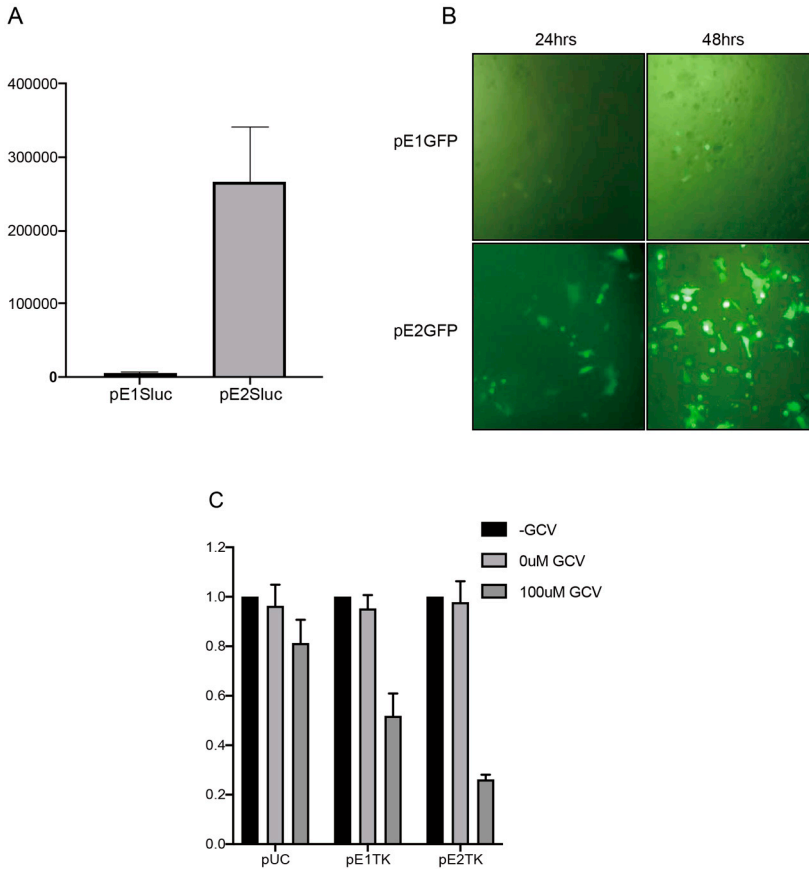 A
400000
300000
200000
100000
0
pE1Sluc pE2Sluc
B
24hrs 48hrs
pE1GFP
pE2GFP
C
-GCV
0uM GCV
100uM GCV
1.2
1.0
0.8
0.6
0.4
0.2
0.0
pUC pE1TK pE2TK